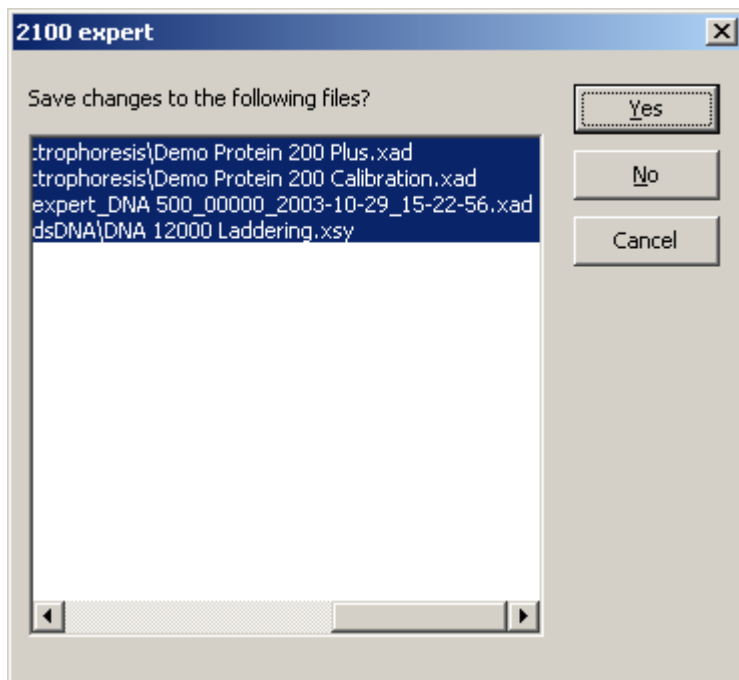 2100 expert
Save changes to the following files?
:trophoresis\Demo Protein 200 Plus.xad
:trophoresis\Demo Protein 200 Calibration.xad
expert_DNA 500_00000_2003-10-29_15-22-56.xad
dsDNA\DNA 12000 Laddering.xsy
Yes
No
Cancel